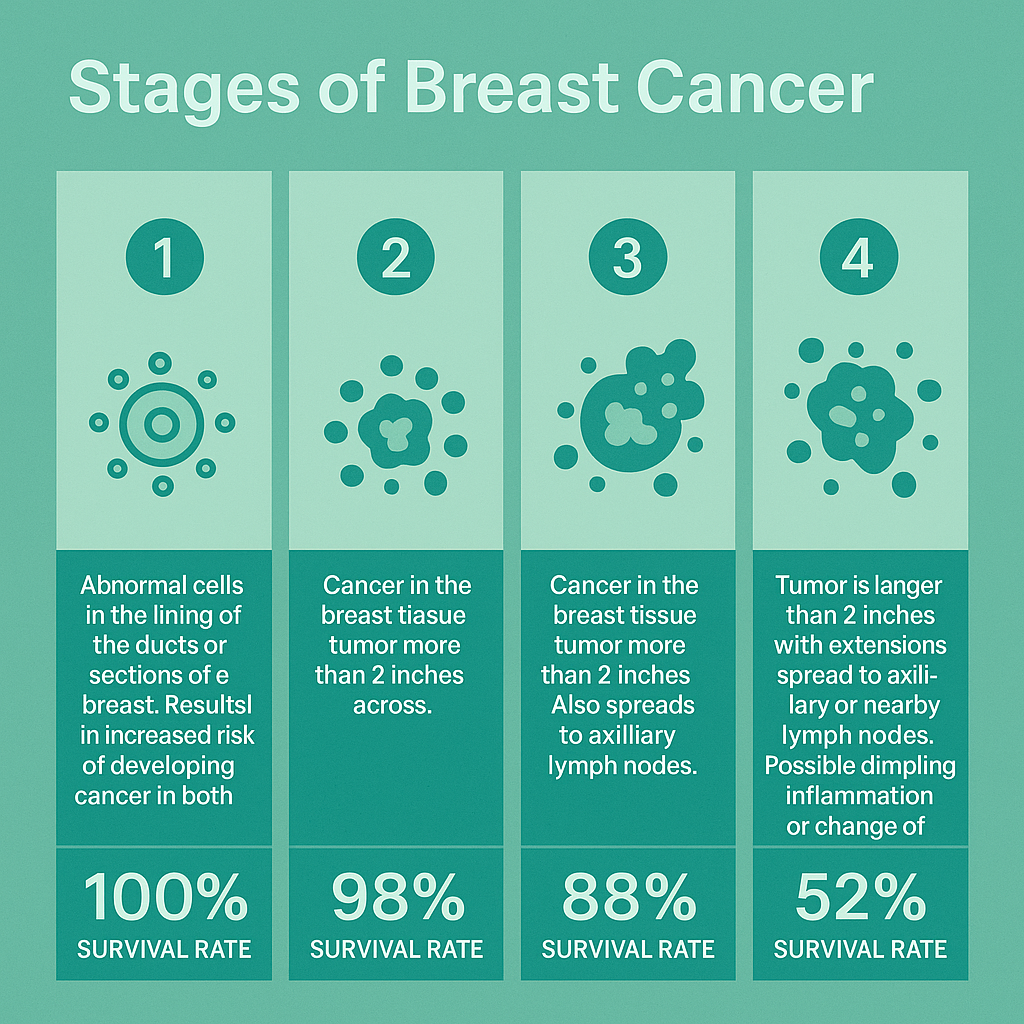 Stages of Breast Cancer
1
Abnormal cells
in the lining of
the ducts or
sections of e
breast. Resultsl
in increased risk
of developing
cancer in both
100%
SURVIVAL RATE
2
Cancer in the
breast tiasue
tumor more
than 2 inches
across.
98%
SURVIVAL RATE
3
Cancer in the
breast tissue
tumor more
than 2 inches
Also spreads
to axilliary
lymph nodes.
88%
SURVIVAL RATE
4
Tumor is langer
than 2 inches
with extensions
spread to axili-
lary or nearby
lymph nodes.
Possible dimpling
inflammation
or change of
52%
SURVIVAL RATE